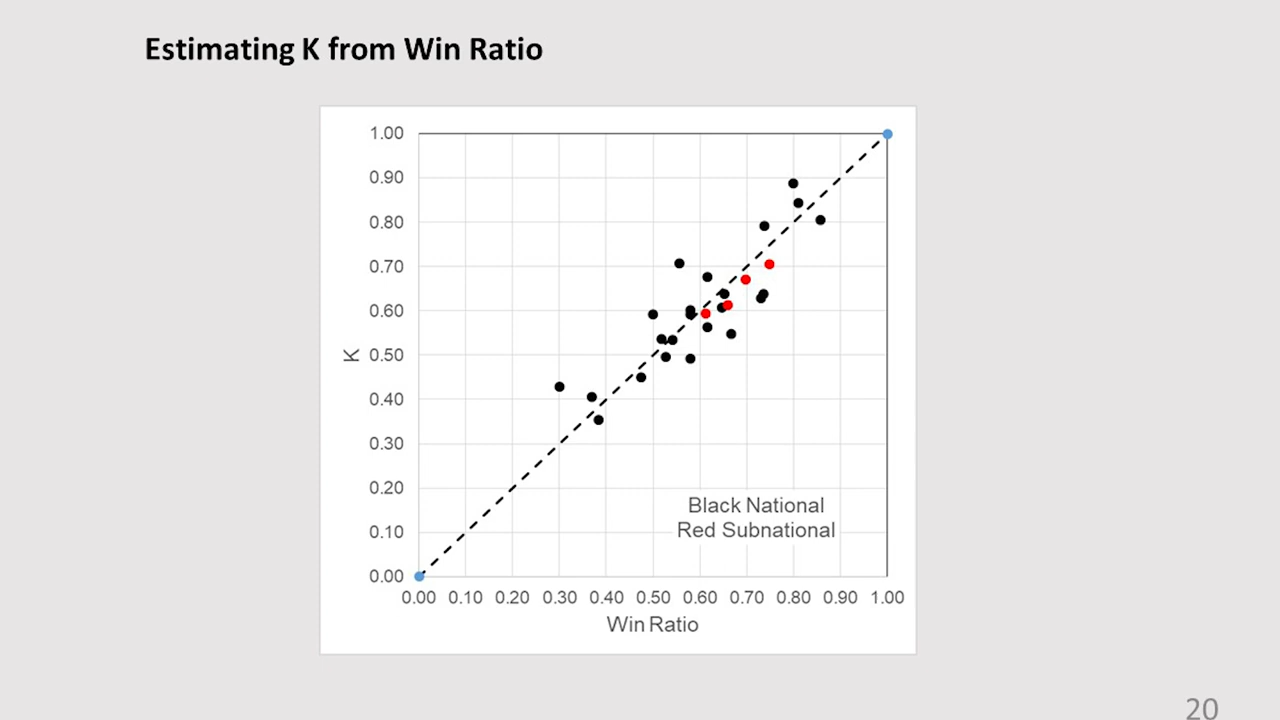 Estimating K from Win Ratio
1.00
0.90
0.80
0.70
0.60
0.50
0.40
0.30
0.20
0.10
0.00
K
Black National
Red Subnational
0.00 0.10 0.20 0.30 0.40 0.50 0.60 0.70 0.80 0.90 1.00
Win Ratio
20